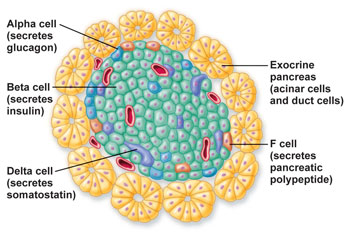 Alpha cell
(secretes
glucagon)
Beta cell
(secretes
insulin)
Delta cell
(secretes
somatostatin)
Exocrine
pancreas
(acinar cells
and duct cells)
F cell
(secretes
pancreatic
polypeptide)